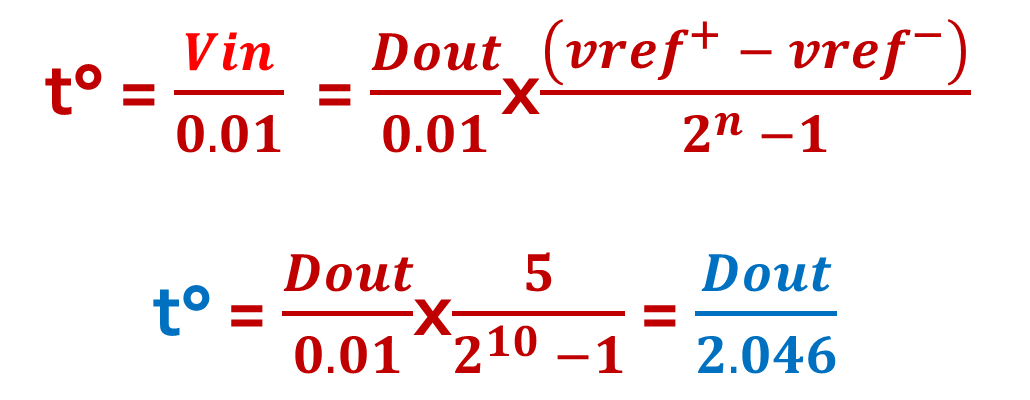 t° = Vin/0.01 = Dout/0.01 x (vref⁺ − vref⁻)/2ⁿ −1
t° = Dout/0.01 x 5/2¹⁰ −1 = Dout/2.046